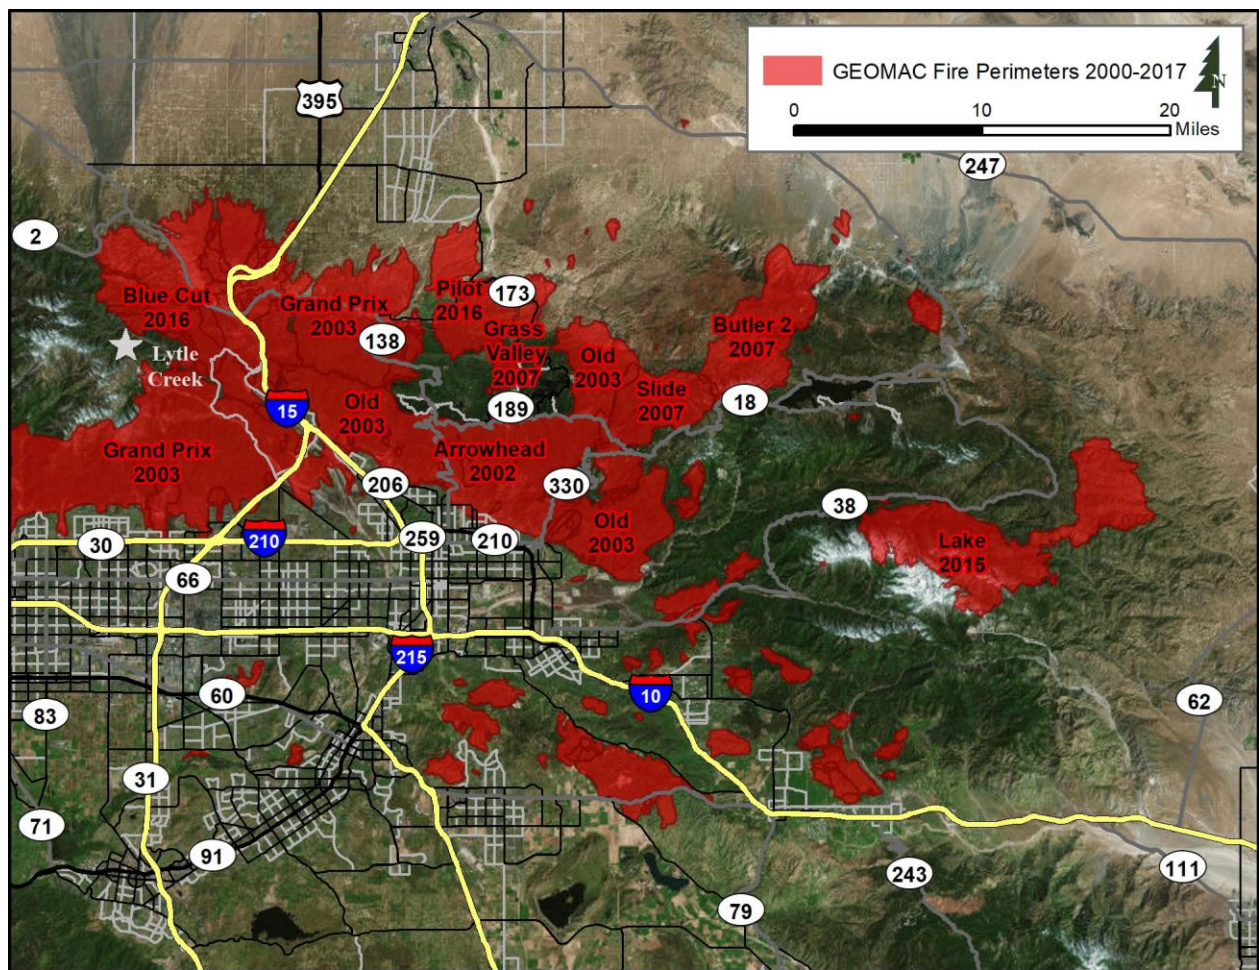 GEOMAC Fire Perimeters 2000-2017
N
0 10 20
Miles
395
247
2
Blue Cut
2016
Grand Prix
2003
Pilot
2016
173
138
Grass
Valley
2007
Old
2003
Butler 2
2007
Lytle
Creek
Slide
2007
18
15
Old
2003
189
Grand Prix
2003
Arrowhead
2002
206
330
38
Old
2003
Lake
2015
30
210
259
210
66
215
10
60
83
62
31
71
91
111
243
79